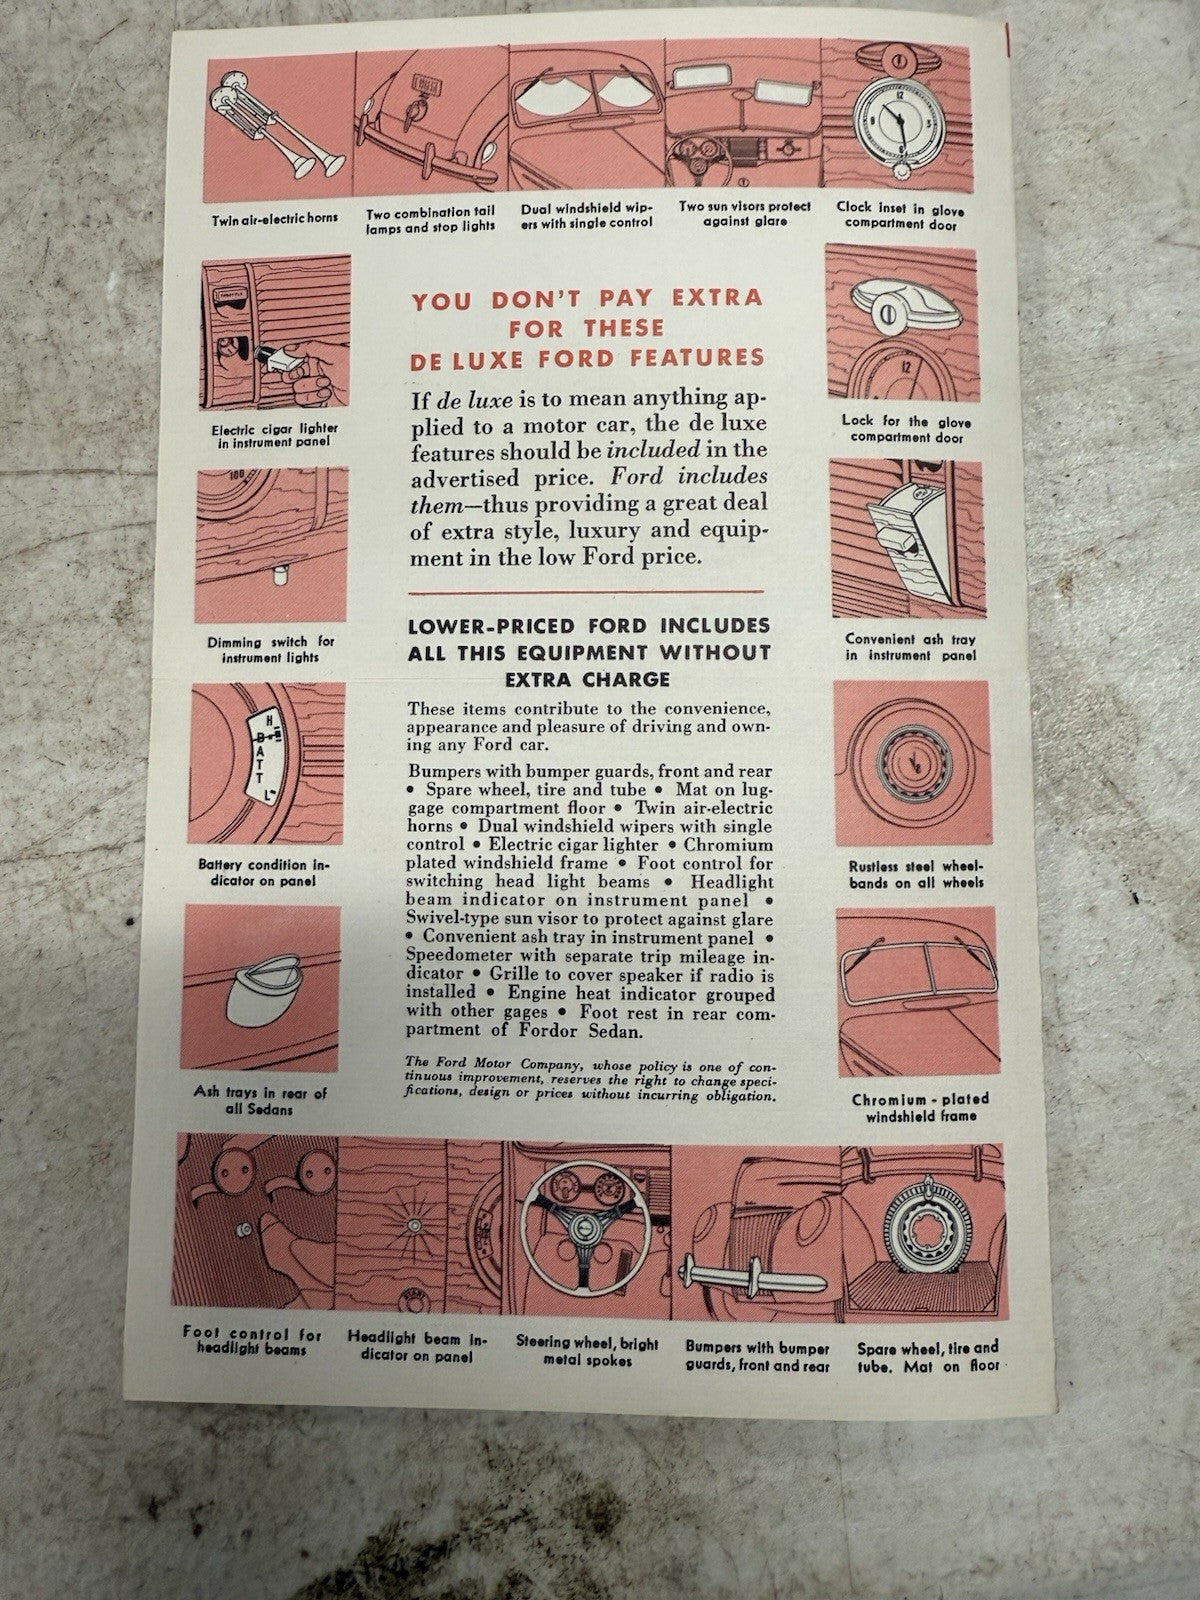 Twin air-electric horns
Two combination tail
lamps and stop lights
Dual windshield wip-
ers with single control
Two sun visors protect
against glare
Clock inset in glove
compartment door
12
YOU DON'T PAY EXTRA
FOR THESE
DE LUXE FORD FEATURES
If de luxe is to mean anything ap-
plied to a motor car, the de luxe
features should be included in the
advertised price. Ford includes
them—thus providing a great deal
of extra style, luxury and equip-
ment in the low Ford price.
THROTTLE
Electric cigar lighter
in instrument panel
100
Dimming switch for
instrument lights
H
BATT
L
Battery condition in-
dicator on panel
Ash trays in rear of
all Sedans
12
Lock for the glove
compartment door
Convenient ash tray
in instrument panel
V8
Rustless steel wheel-
bands on all wheels
Chromium - plated
windshield frame
LOWER-PRICED FORD INCLUDES
ALL THIS EQUIPMENT WITHOUT
EXTRA CHARGE
These items contribute to the convenience,
appearance and pleasure of driving and own-
ing any Ford car.
Bumpers with bumper guards, front and rear
• Spare wheel, tire and tube • Mat on lug-
gage compartment floor • Twin air-electric
horns • Dual windshield wipers with single
control • Electric cigar lighter • Chromium
plated windshield frame • Foot control for
switching head light beams • Headlight
beam indicator on instrument panel •
Swivel-type sun visor to protect against glare
• Convenient ash tray in instrument panel •
Speedometer with separate trip mileage in-
dicator • Grille to cover speaker if radio is
installed • Engine heat indicator grouped
with other gages • Foot rest in rear com-
partment of Fordor Sedan.
The Ford Motor Company, whose policy is one of con-
tinuous improvement, reserves the right to change speci-
fications, design or prices without incurring obligation.
Foot control for
headlight beams
Headlight beam in-
dicator on panel
Steering wheel, bright
metal spokes
Bumpers with bumper
guards, front and rear
Spare wheel, tire and
tube. Mat on floor